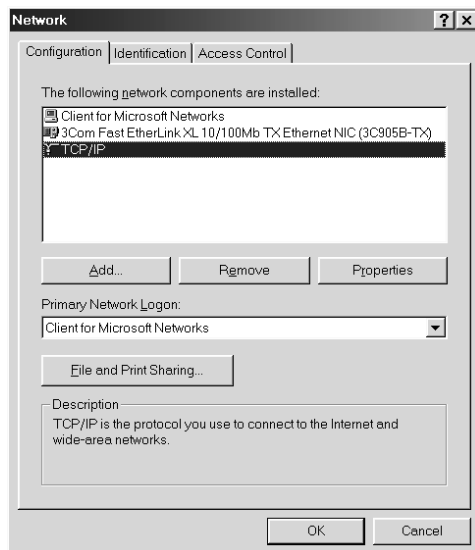 Network
Configuration Identification Access Control
The following network components are installed:
Client for Microsoft Networks
3Com Fast EtherLink XL 10/100Mb TX Ethernet NIC (3C905B-TX)
TCP/IP
Add... Remove Properties
Primary Network Logon:
Client for Microsoft Networks
File and Print Sharing...
Description
TCP/IP is the protocol you use to connect to the Internet and
wide-area networks.
OK Cancel